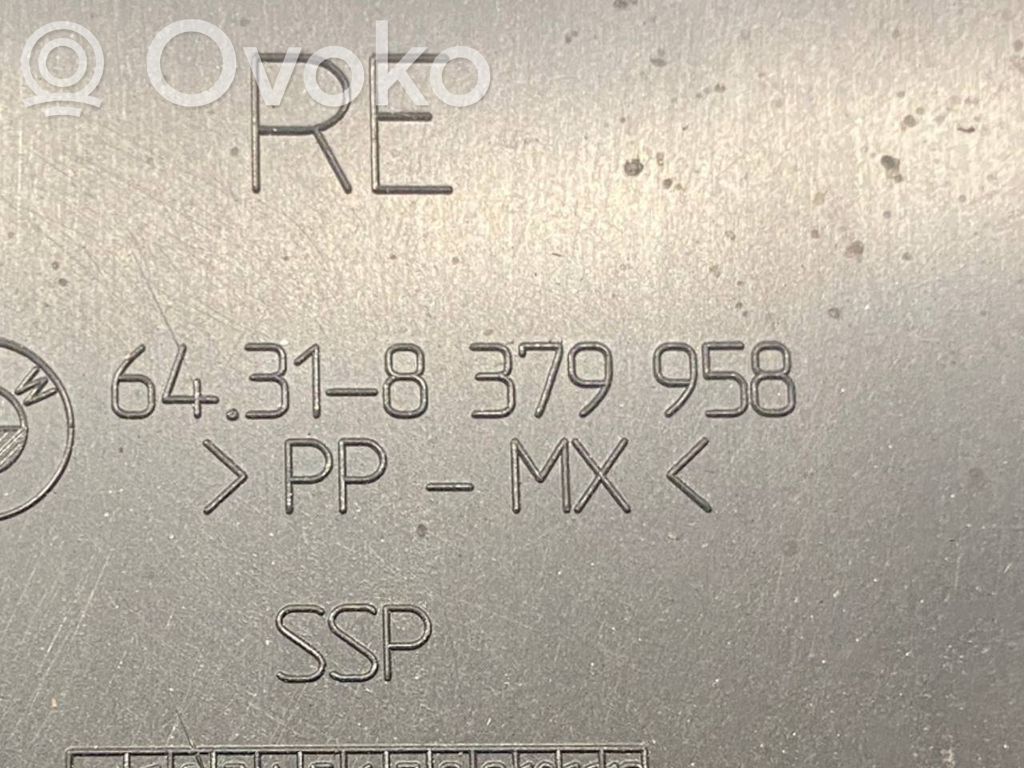 Ovoko
RE
W
64.31-8 379 958
>PP-MX<
SSP